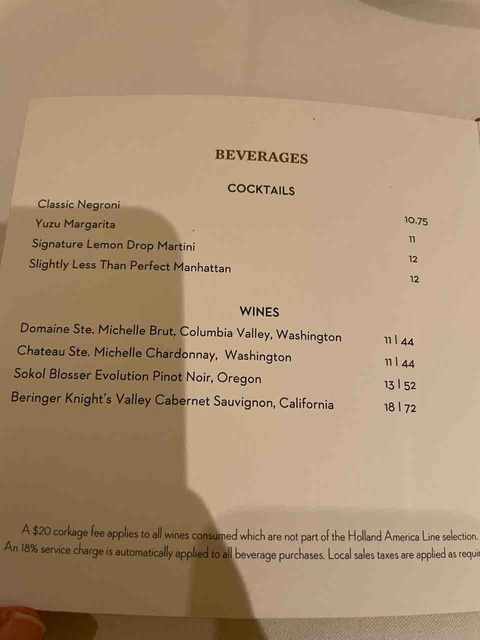 BEVERAGES
COCKTAILS
Classic Negroni 10.75
Yuzu Margarita 11
Signature Lemon Drop Martini 12
Slightly Less Than Perfect Manhattan 12
WINES
Domaine Ste. Michelle Brut, Columbia Valley, Washington 11 | 44
Chateau Ste. Michelle Chardonnay, Washington 11 | 44
Sokol Blosser Evolution Pinot Noir, Oregon 13 | 52
Beringer Knight's Valley Cabernet Sauvignon, California 18 | 72
A $20 corkage fee applies to all wines consumed which are not part of the Holland America Line selection.
An 18% service charge is automatically applied to all beverage purchases. Local sales taxes are applied as